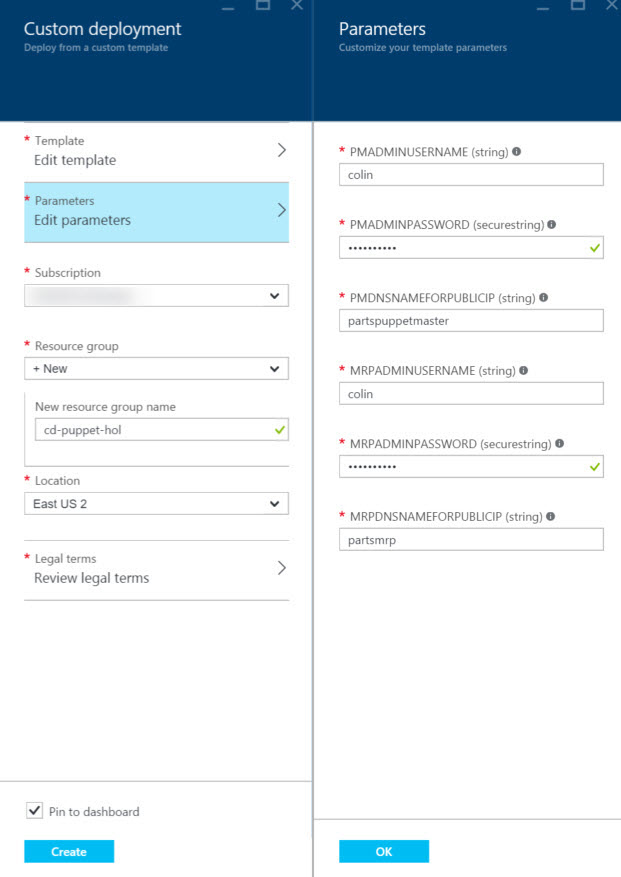 Custom deployment
Deploy from a custom template
* Template
Edit template
* Parameters
Edit parameters
* Subscription
* Resource group
+ New
New resource group name
cd-puppet-hol
* Location
East US 2
* Legal terms
Review legal terms
Pin to dashboard
Create
Parameters
Customize your template parameters
* PMADMINUSERNAME (string)
colin
* PMADMINPASSWORD (securestring)
••••••••••
* PMDNSNAMEFORPUBLICIP (string)
partspuppetmaster
* MRPADMINUSERNAME (string)
colin
* MRPADMINPASSWORD (securestring)
••••••••••
* MRPDNSNAMEFORPUBLICIP (string)
partsmrp
OK